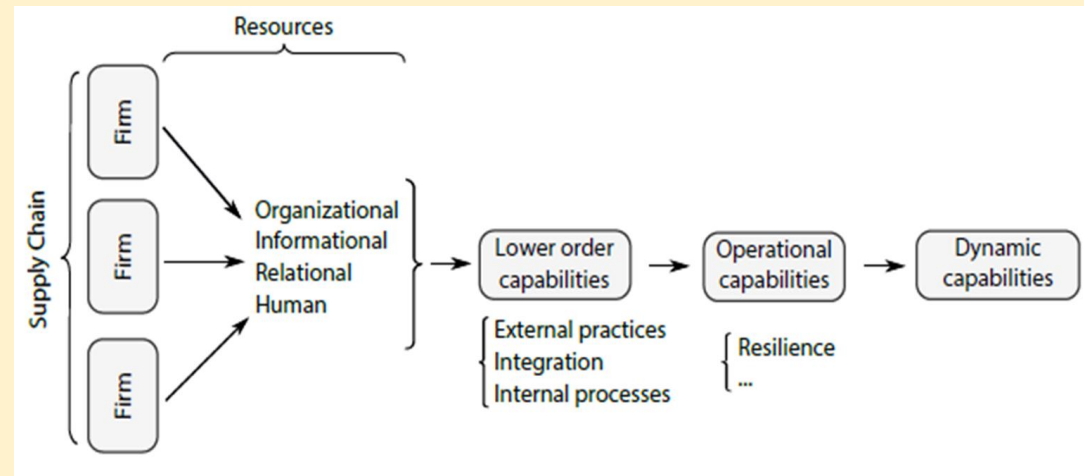 Resources
Supply Chain
Firm
Firm
Firm
Organizational
Informational
Relational
Human
Lower order
capabilities
External practices
Integration
Internal processes
Operational
capabilities
Resilience
...
Dynamic
capabilities